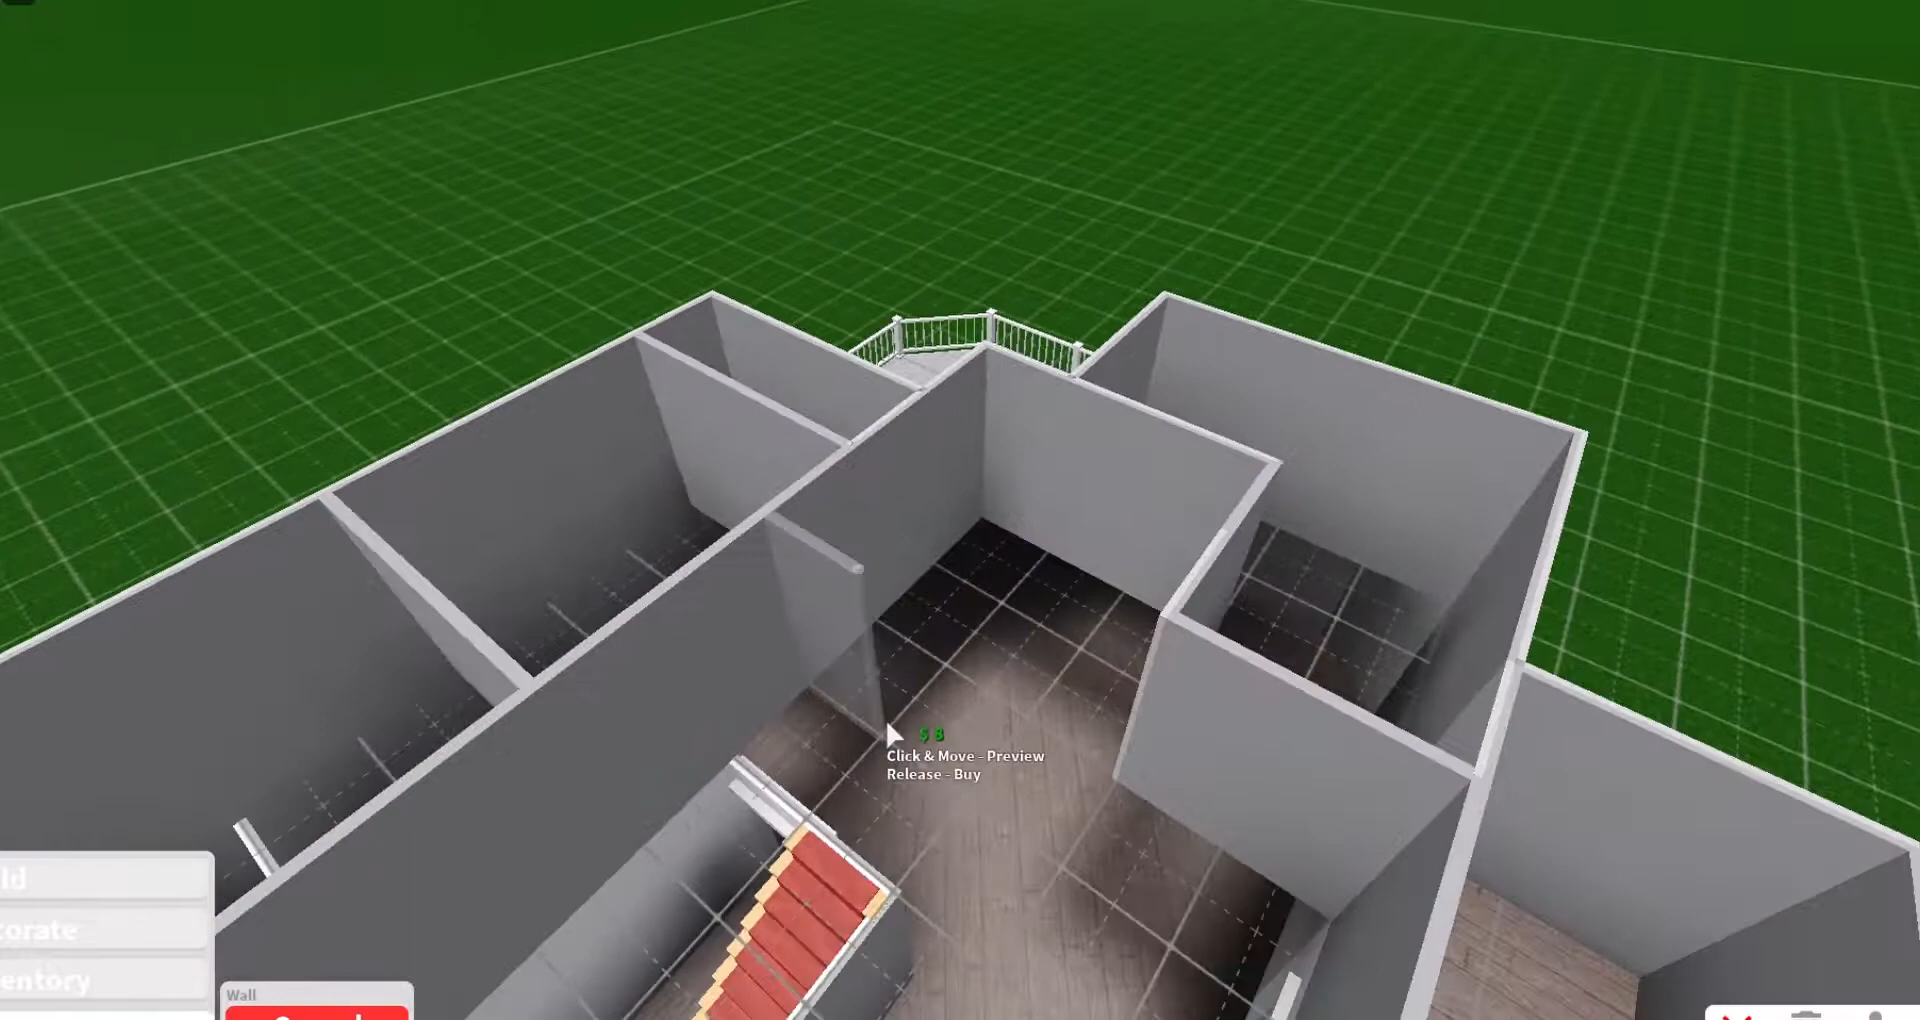 $ 8
Click & Move - Preview
Release - Buy
ld
corate
entory
Wall